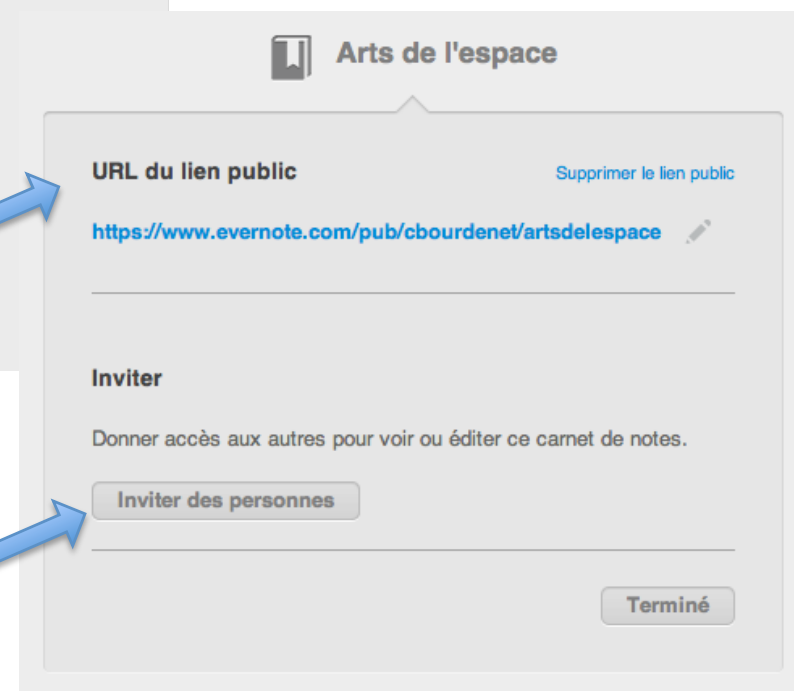 Arts de l'espace
URL du lien public
Supprimer le lien public
https://www.evernote.com/pub/cbourdenet/artsdelespace
Inviter
Donner accès aux autres pour voir ou éditer ce carnet de notes.
Inviter des personnes
Terminé